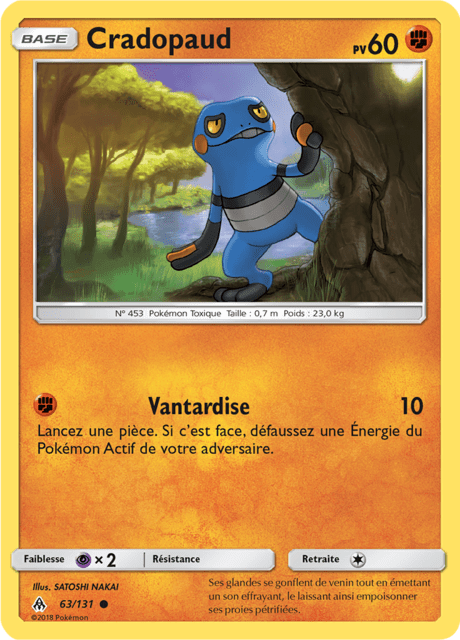 BASE Cradopaud PV60
N° 453 Pokémon Toxique Taille : 0,7 m Poids : 23,0 kg
Vantardise 10
Lancez une pièce. Si c'est face, défaussez une Énergie du
Pokémon Actif de votre adversaire.
Faiblesse ×2 Résistance Retraite
Illus. SATOSHI NAKAI
63/131
©2018 Pokémon
Ses glandes se gonflent de venin tout en émettant
un son effrayant, le laissant ainsi empoisonner
ses proies pétrifiées.